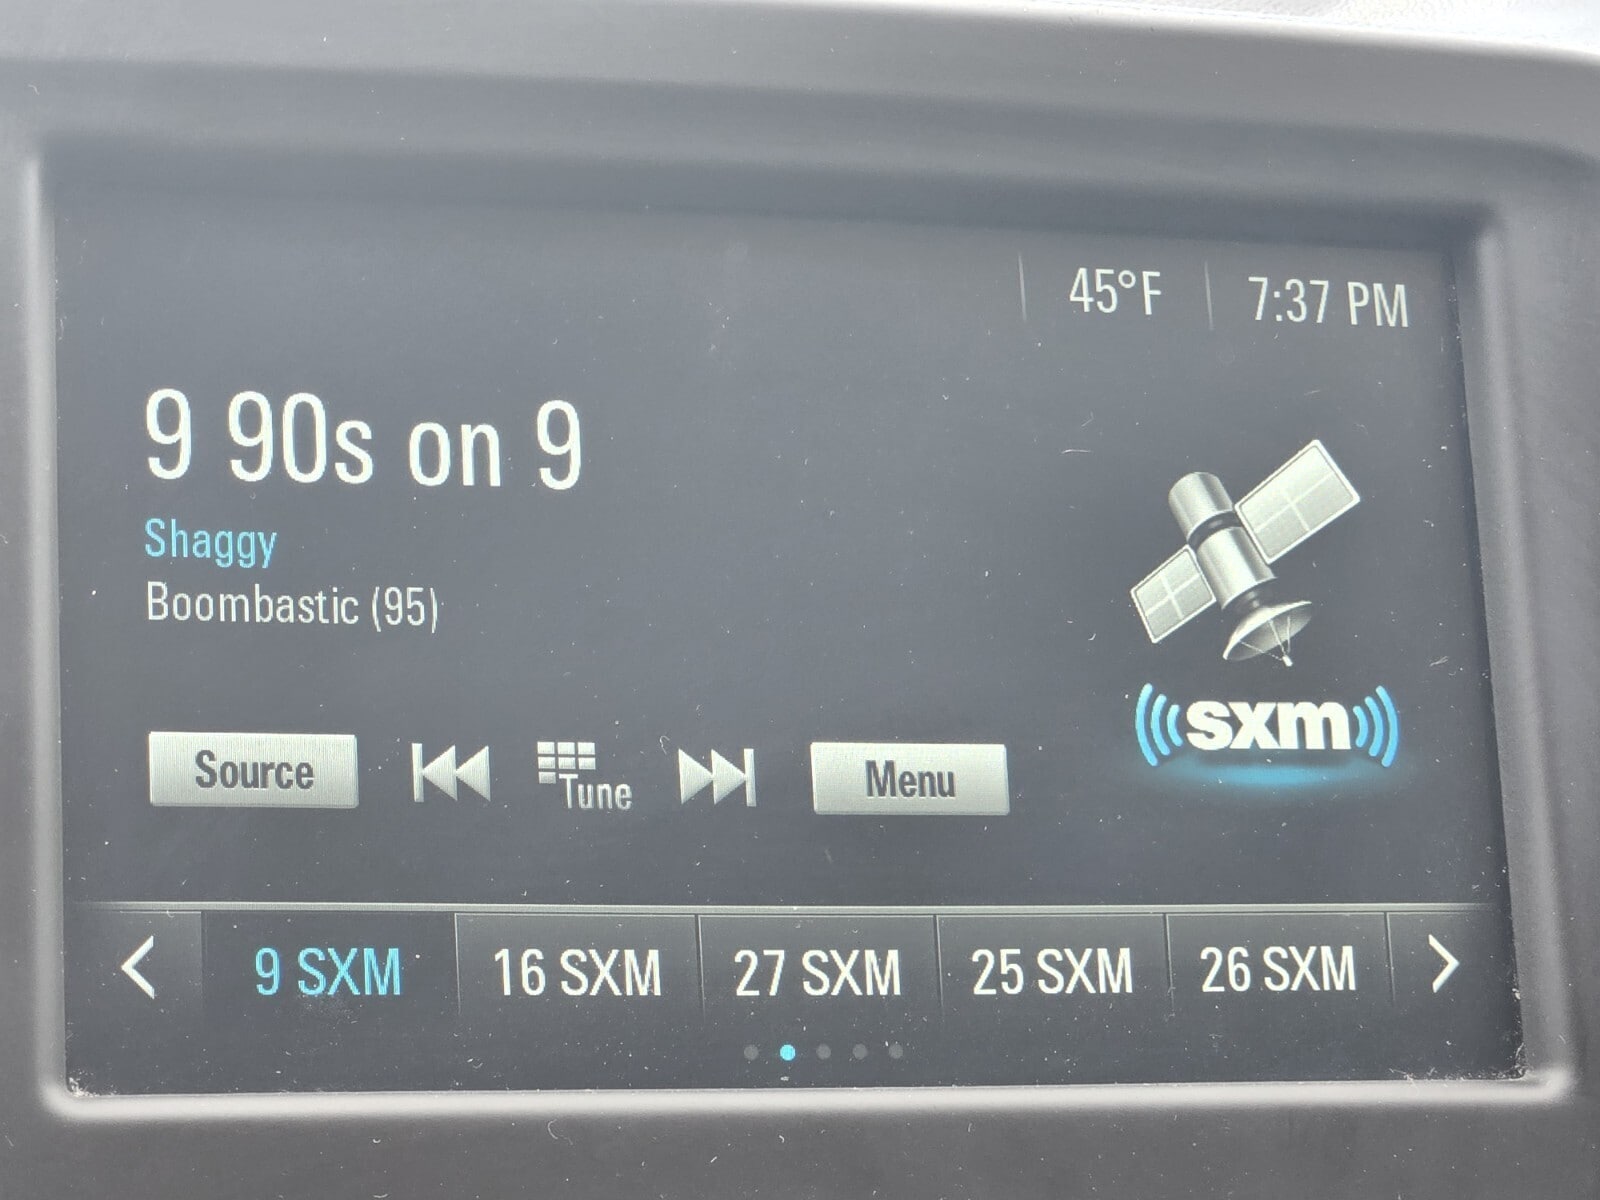 45°F 7:37 PM
9 90s on 9
Shaggy
Boombastic (95)
sxm
Source Tune Menu
9 SXM 16 SXM 27 SXM 25 SXM 26 SXM